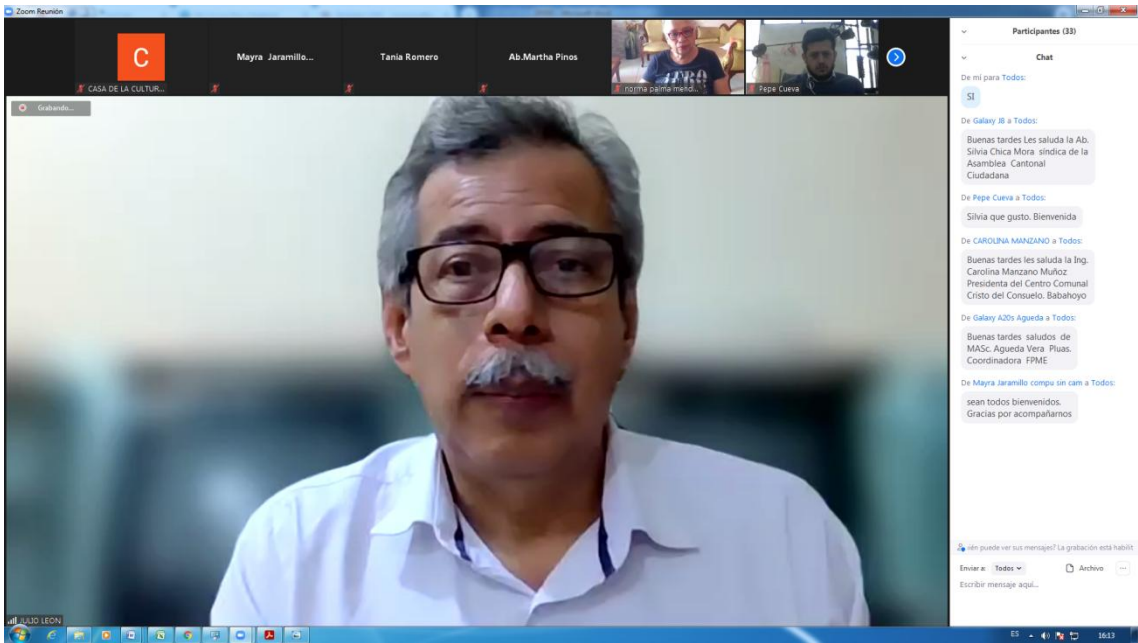 Zoom Reunión
C
CASA DE LA CULTUR...
Mayra Jaramillo...
Tania Romero
Ab.Martha Pinos
norma palma mend...
Pepe Cueva
Grabando...
JULIO LEON
Participantes (33)
Chat
De mí para Todos:
SI
De Galaxy J8 a Todos:
Buenas tardes Les saluda la Ab.
Silvia Chica Mora síndica de la
Asamblea Cantonal
Ciudadana
De Pepe Cueva a Todos:
Silvia que gusto. Bienvenida
De CAROLINA MANZANO a Todos:
Buenas tardes les saluda la Ing.
Carolina Manzano Muñoz
Presidenta del Centro Comunal
Cristo del Consuelo. Babahoyo
De Galaxy A20s Agueda a Todos:
Buenas tardes saludos de
MASc. Agueda Vera Pluas.
Coordinadora FPME
De Mayra Jaramillo compu sin cam a Todos:
sean todos bienvenidos.
Gracias por acompañarnos
ién puede ver sus mensajes? La grabación está habilit
Enviar a: Todos
Archivo
...
Escribir mensaje aquí...
ES
16:13